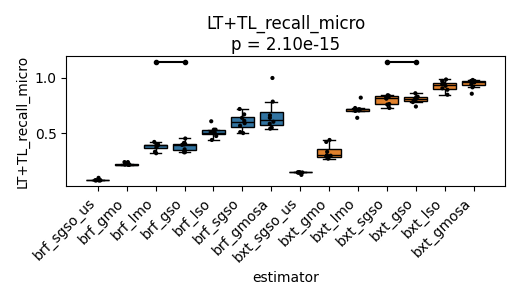 LT+TL_recall_micro
p = 2.10e-15
LT+TL_recall_micro
1.0
0.5
brf_sgso_us
brf_gmo
brf_lmo
brf_gso
brf_lso
brf_sgso
brf_gmosa
bxt_sgso_us
bxt_gmo
bxt_lmo
bxt_sgso
bxt_gso
bxt_lso
bxt_gmosa
estimator